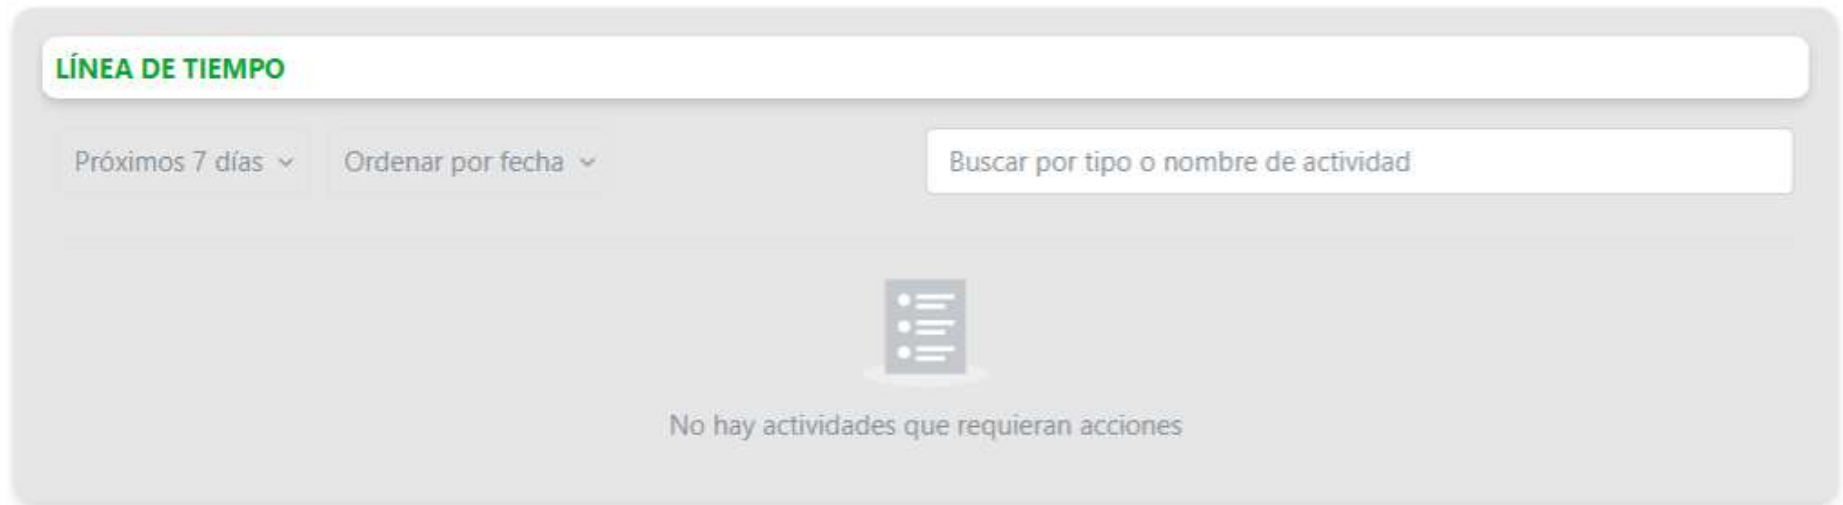 LÍNEA DE TIEMPO
Próximos 7 días Ordenar por fecha Buscar por tipo o nombre de actividad
No hay actividades que requieran acciones